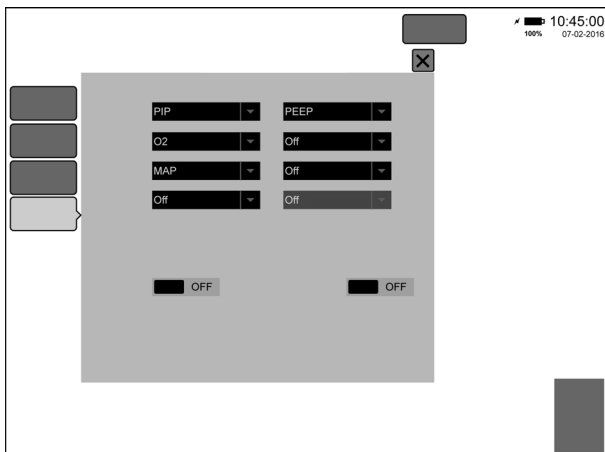 10:45:00
100% 07-02-2016
PIP PEEP
O2 Off
MAP Off
Off Off
OFF OFF